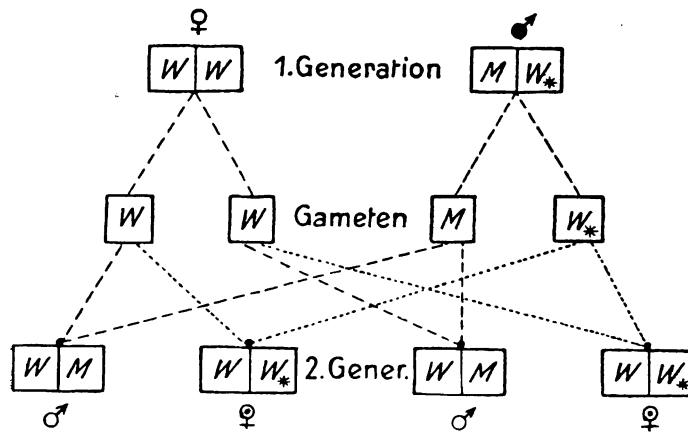 ♀ ♂
W W 1. Generation M W*
W W Gameten M W*
W M W W* 2. Gener. W M W W*
♂ ♀ ♂ ♀